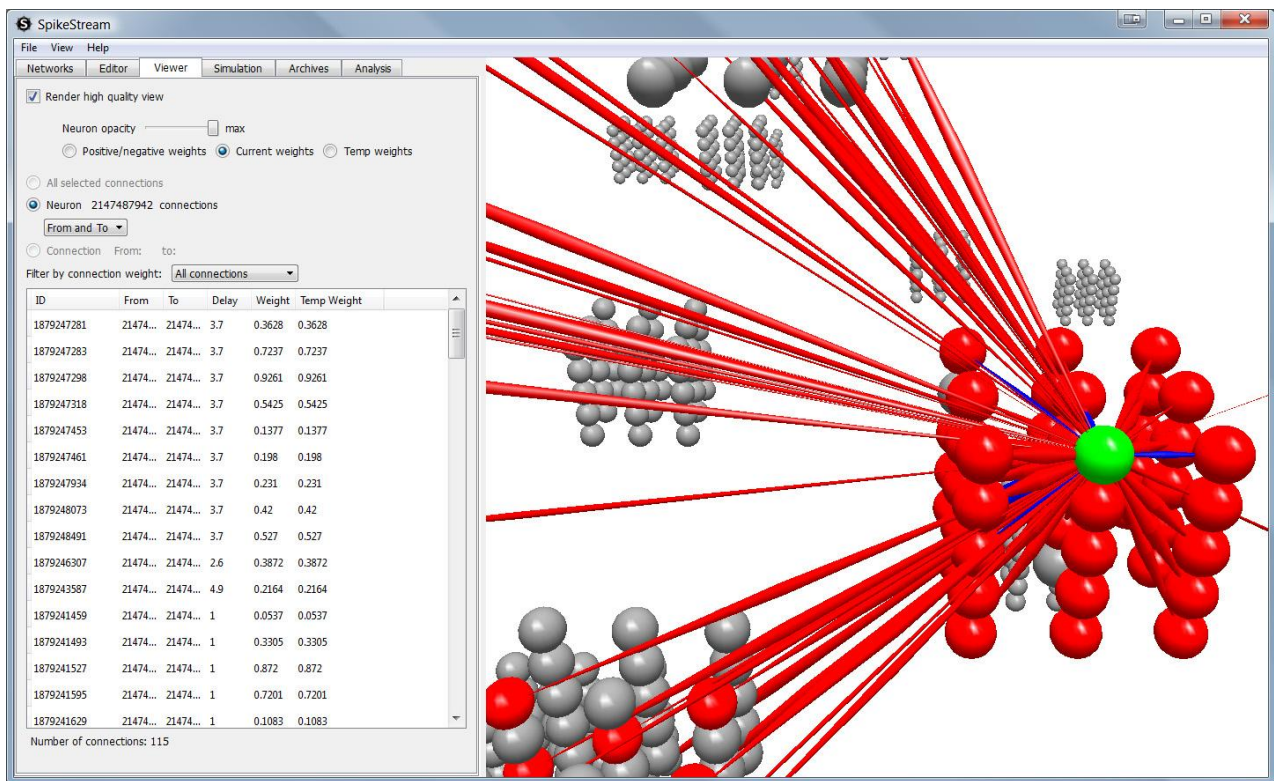 SpikeStream
File View Help
Networks Editor Viewer Simulation Archives Analysis
Render high quality view
Neuron opacity max
Positive/negative weights Current weights Temp weights
All selected connections
Neuron 2147487942 connections
From and To
Connection From: to:
Filter by connection weight: All connections
ID From To Delay Weight Temp Weight
1879247281 21474... 21474... 3.7 0.3628 0.3628
1879247283 21474... 21474... 3.7 0.7237 0.7237
1879247298 21474... 21474... 3.7 0.9261 0.9261
1879247318 21474... 21474... 3.7 0.5425 0.5425
1879247453 21474... 21474... 3.7 0.1377 0.1377
1879247461 21474... 21474... 3.7 0.198 0.198
1879247934 21474... 21474... 3.7 0.231 0.231
1879248073 21474... 21474... 3.7 0.42 0.42
1879248491 21474... 21474... 3.7 0.527 0.527
1879246307 21474... 21474... 2.6 0.3872 0.3872
1879243587 21474... 21474... 4.9 0.2164 0.2164
1879241459 21474... 21474... 1 0.0537 0.0537
1879241493 21474... 21474... 1 0.3305 0.3305
1879241527 21474... 21474... 1 0.872 0.872
1879241595 21474... 21474... 1 0.7201 0.7201
1879241629 21474... 21474... 1 0.1083 0.1083
Number of connections: 115